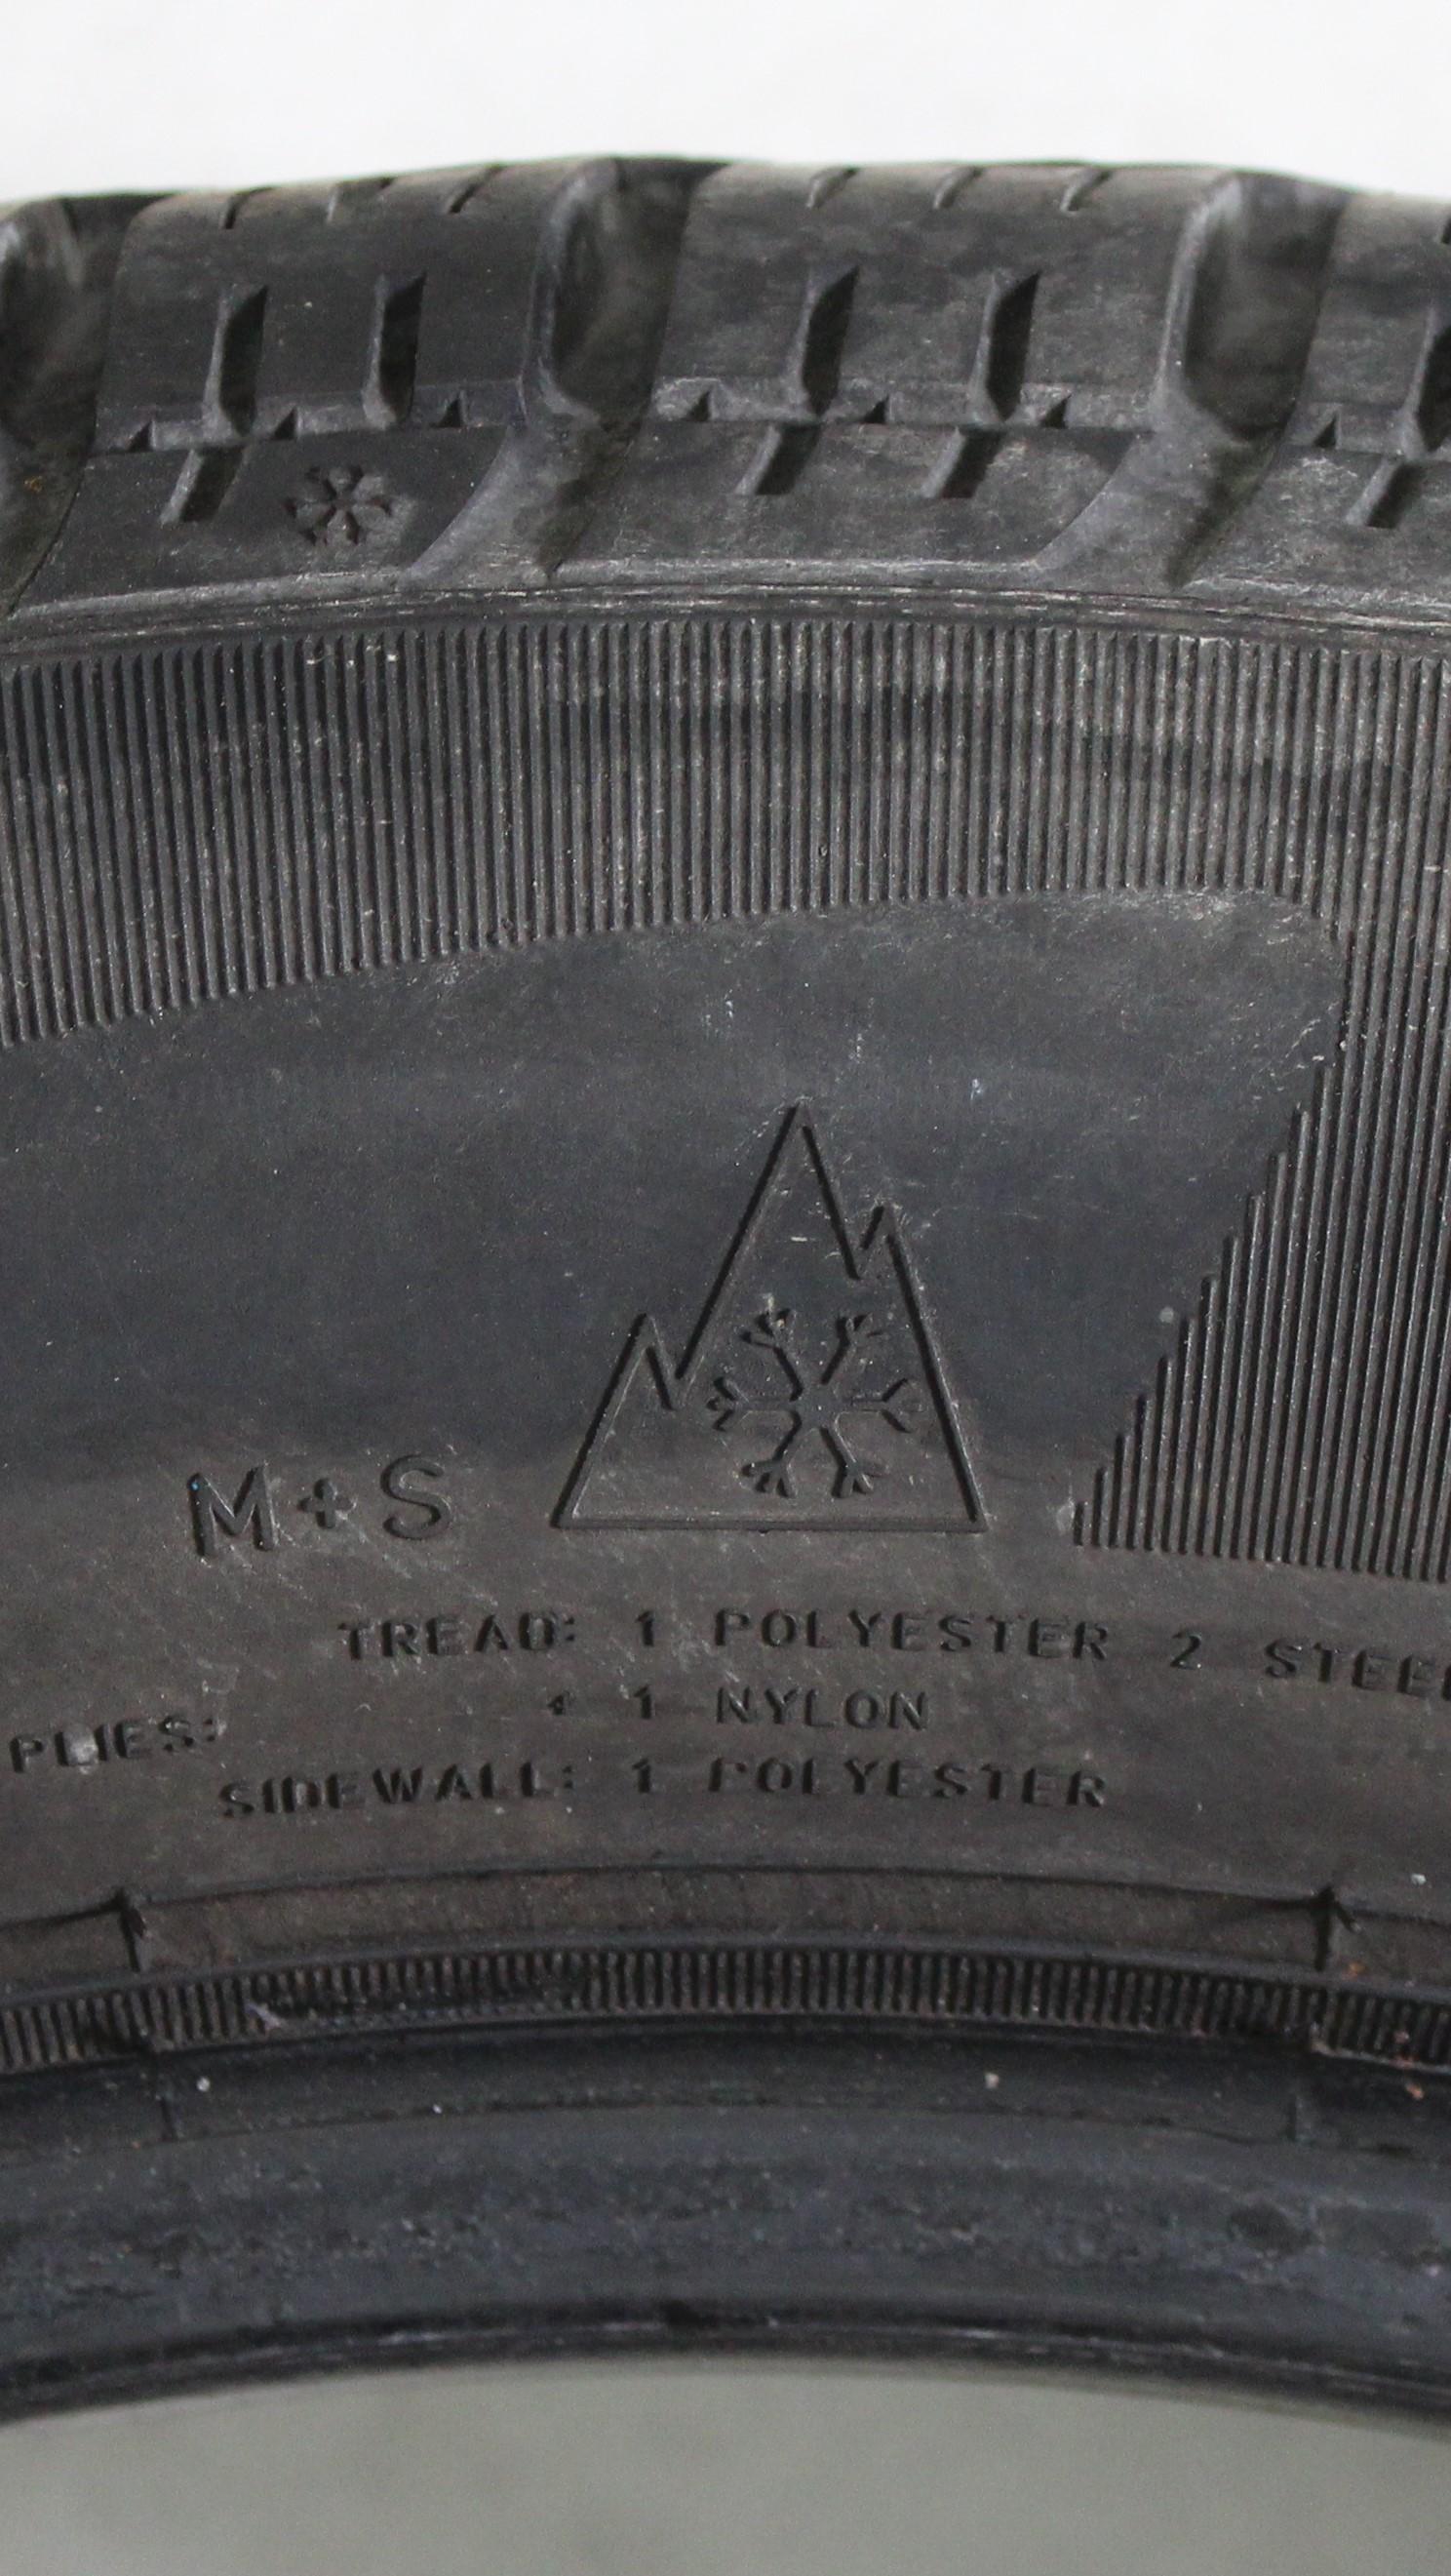 M+S
TREAD: 1 POLYESTER 2 STEEL
+ 1 NYLON
PLIES:
SIDEWALL: 1 POLYESTER